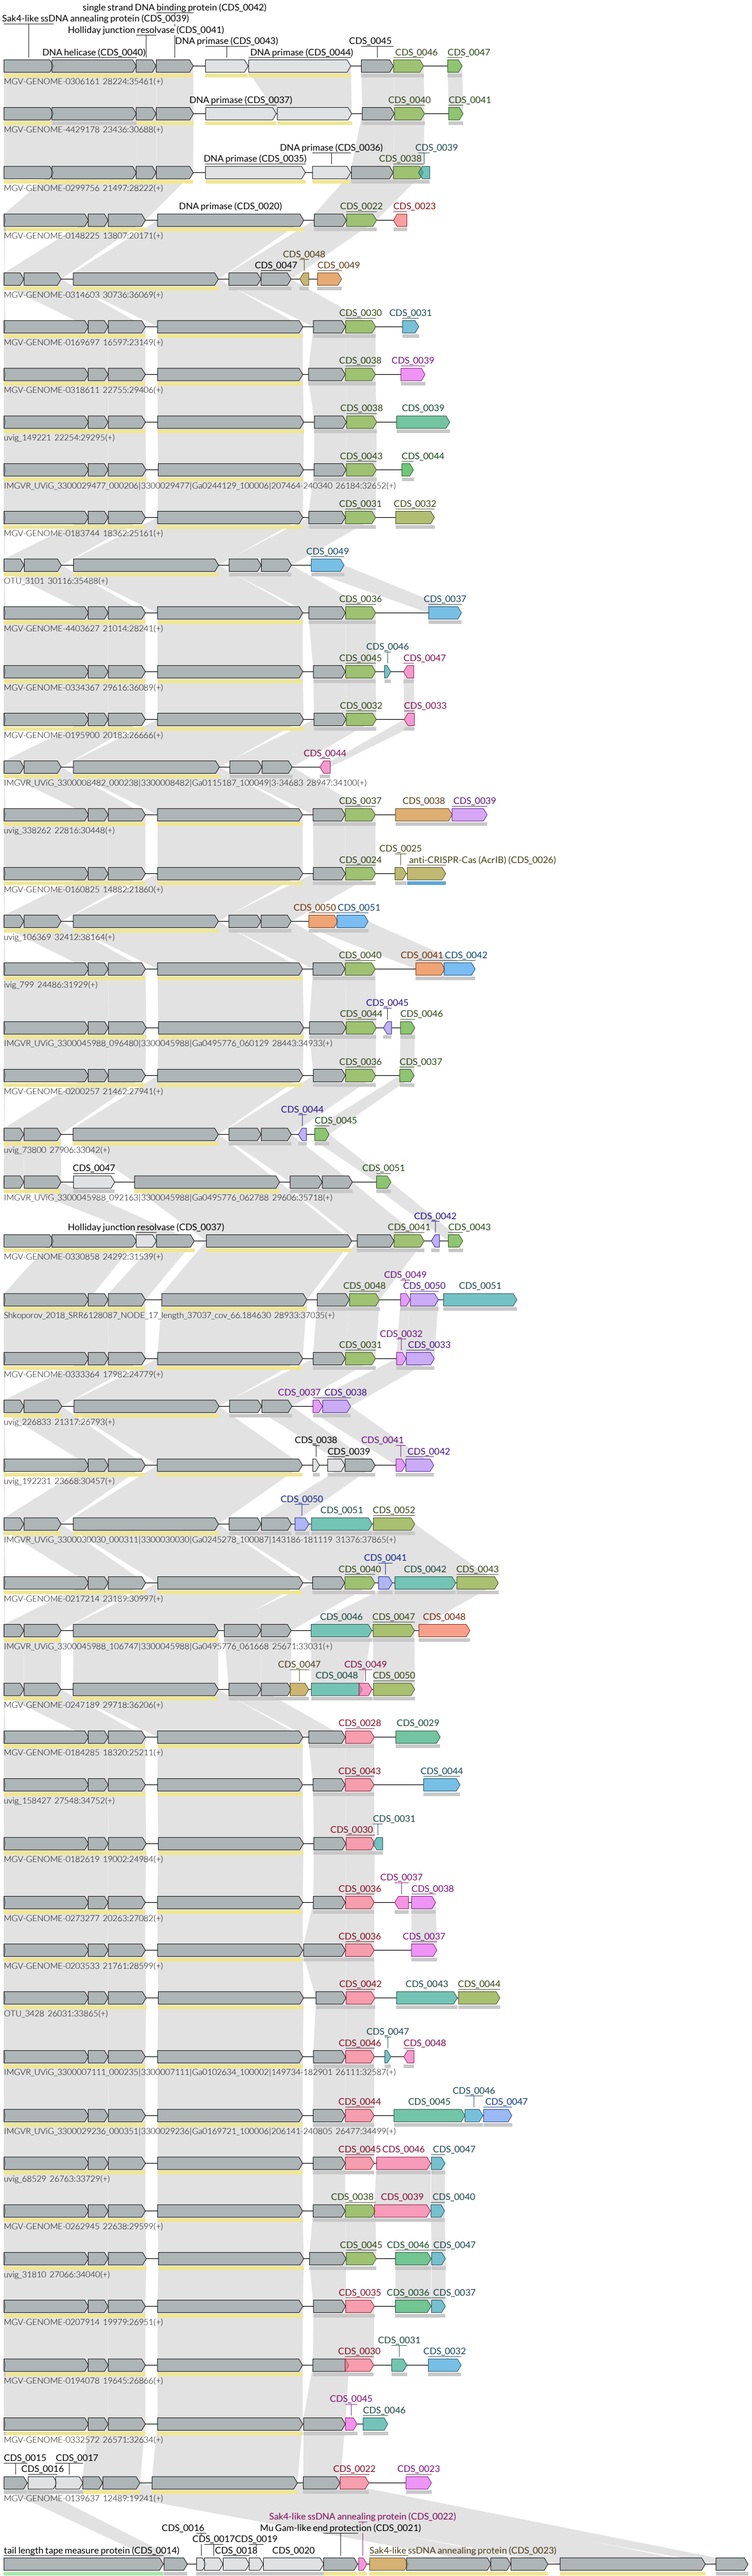 single strand DNA binding protein (CDS_0042)
Sak4-like ssDNA annealing protein (CDS_0039)
Holliday junction resolvase (CDS_0041)
DNA primase (CDS_0043) CDS_0045
DNA helicase (CDS_0040) DNA primase (CDS_0044) CDS_0046 CDS_0047
MGV-GENOME-0306161 28224:35461(+)
DNA primase (CDS_0037) CDS_0040 CDS_0041
MGV-GENOME-4429178 23436:30688(+)
DNA primase (CDS_0036) CDS_0039
DNA primase (CDS_0035) CDS_0038
MGV-GENOME-0299756 21497:28222(+)
DNA primase (CDS_0020) CDS_0022 CDS_0023
MGV-GENOME-0148225 13807:20171(+)
CDS_0048
CDS_0047 CDS_0049
MGV-GENOME-0314603 30736:36069(+)
CDS_0030 CDS_0031
MGV-GENOME-0169697 16597:23149(+)
CDS_0038 CDS_0039
MGV-GENOME-0318611 22755:29406(+)
CDS_0038 CDS_0039
uvig_149221 22254:29295(+)
CDS_0043 CDS_0044
IMGVR_UViG_3300029477_000206|3300029477|Ga0244129_100006|207464-240340 26184:32652(+)
CDS_0031 CDS_0032
MGV-GENOME-0183744 18362:25161(+)
CDS_0049
OTU_3101 30116:35488(+)
CDS_0036 CDS_0037
MGV-GENOME-4403627 21014:28241(+)
CDS_0046
CDS_0045 CDS_0047
MGV-GENOME-0334367 29616:36089(+)
CDS_0032 CDS_0033
MGV-GENOME-0195900 20183:26666(+)
CDS_0044
IMGVR_UViG_3300008482_000238|3300008482|Ga0115187_100049|3-34683 28947:34100(+)
CDS_0037 CDS_0038 CDS_0039
uvig_338262 22816:30448(+)
CDS_0025
CDS_0024 anti-CRISPR-Cas (AcrIB) (CDS_0026)
MGV-GENOME-0160825 14882:21860(+)
CDS_0050 CDS_0051
uvig_106369 32412:38164(+)
CDS_0040 CDS_0041 CDS_0042
ivig_799 24486:31929(+)
CDS_0045
CDS_0044 CDS_0046
IMGVR_UViG_3300045988_096480|3300045988|Ga0495776_060129 28443:34933(+)
CDS_0036 CDS_0037
MGV-GENOME-0200257 21462:27941(+)
CDS_0044
CDS_0045
uvig_73800 27906:33042(+)
CDS_0047 CDS_0051
IMGVR_UViG_3300045988_092163|3300045988|Ga0495776_062788 29606:35718(+)
CDS_0042
Holliday junction resolvase (CDS_0037) CDS_0041 CDS_0043
MGV-GENOME-0330858 24292:31539(+)
CDS_0049
CDS_0048 CDS_0050 CDS_0051
Shkoporov_2018_SRR6128087_NODE_17_length_37037_cov_66.184630 28933:37035(+)
CDS_0032
CDS_0031 CDS_0033
MGV-GENOME-0333364 17982:24779(+)
CDS_0037 CDS_0038
uvig_226833 21317:26793(+)
CDS_0038 CDS_0041
CDS_0039 CDS_0042
uvig_192231 23668:30457(+)
CDS_0050
CDS_0051 CDS_0052
IMGVR_UViG_3300030030_000311|3300030030|Ga0245278_100087|143186-181119 31376:37865(+)
CDS_0041
CDS_0040 CDS_0042 CDS_0043
MGV-GENOME-0217214 23189:30997(+)
CDS_0046 CDS_0047 CDS_0048
IMGVR_UViG_3300045988_106747|3300045988|Ga0495776_061668 25671:33031(+)
CDS_0047 CDS_0049
CDS_0048 CDS_0050
MGV-GENOME-0247189 29718:36206(+)
CDS_0028 CDS_0029
MGV-GENOME-0184285 18320:25211(+)
CDS_0043 CDS_0044
uvig_158427 27548:34752(+)
CDS_0031
CDS_0030
MGV-GENOME-0182619 19002:24984(+)
CDS_0037
CDS_0036 CDS_0038
MGV-GENOME-0273277 20263:27082(+)
CDS_0036 CDS_0037
MGV-GENOME-0203533 21761:28599(+)
CDS_0042 CDS_0043 CDS_0044
OTU_3428 26031:33865(+)
CDS_0047
CDS_0046 CDS_0048
IMGVR_UViG_3300007111_000235|3300007111|Ga0102634_100002|149734-182901 26111:32587(+)
CDS_0046
CDS_0044 CDS_0045 CDS_0047
IMGVR_UViG_3300029236_000351|3300029236|Ga0169721_100006|206141-240805 26477:34499(+)
CDS_0045 CDS_0046 CDS_0047
uvig_68529 26763:33729(+)
CDS_0038 CDS_0039 CDS_0040
MGV-GENOME-0262945 22638:29599(+)
CDS_0045 CDS_0046 CDS_0047
uvig_31810 27066:34040(+)
CDS_0035 CDS_0036 CDS_0037
MGV-GENOME-0207914 19979:26951(+)
CDS_0031
CDS_0030 CDS_0032
MGV-GENOME-0194078 19645:26866(+)
CDS_0045
CDS_0046
MGV-GENOME-0332572 26571:32634(+)
CDS_0015 CDS_0017
CDS_0016 CDS_0022 CDS_0023
MGV-GENOME-0139637 12489:19241(+)
Sak4-like ssDNA annealing protein (CDS_0022)
CDS_0016 Mu Gam-like end protection (CDS_0021)
CDS_0017 CDS_0019
tail length tape measure protein (CDS_0014) CDS_0018 CDS_0020 Sak4-like ssDNA annealing protein (CDS_0023)